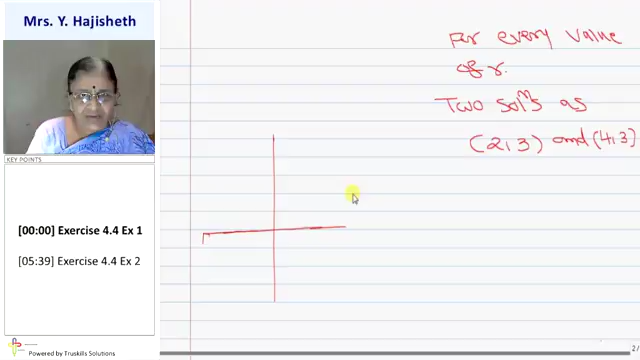 Mrs. Y. Hajisheth
KEY POINTS
[00:00] Exercise 4.4 Ex 1
[05:39] Exercise 4.4 Ex 2
Powered by Truskills Solutions
For every value
of r.
Two solns as
(2, 3) and (4, 3)
2/